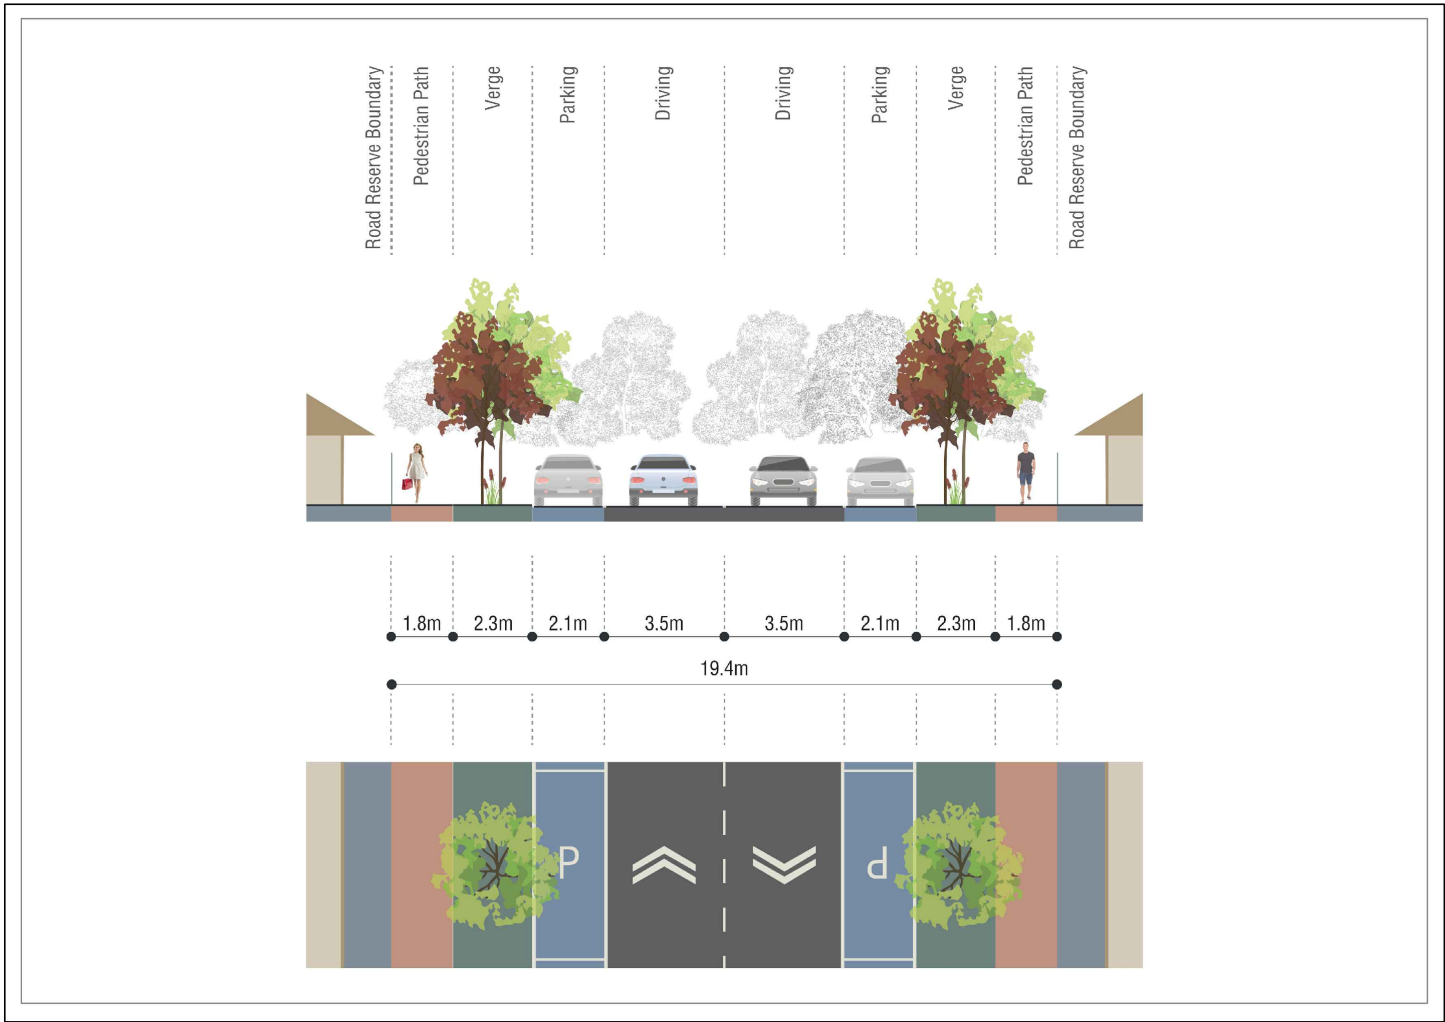 Road Reserve Boundary
Pedestrian Path
Verge
Parking
Driving
Driving
Parking
Verge
Pedestrian Path
Road Reserve Boundary
1.8m
2.3m
2.1m
3.5m
3.5m
2.1m
2.3m
1.8m
19.4m
P
P